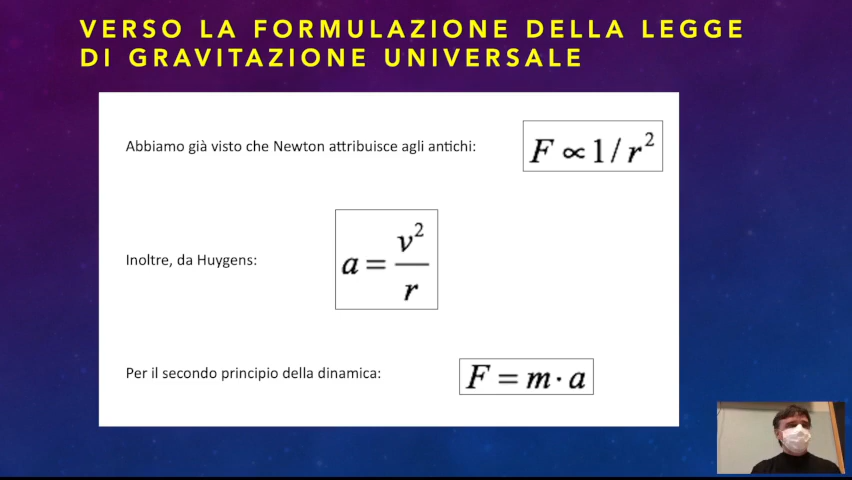 VERSO LA FORMULAZIONE DELLA LEGGE
DI GRAVITAZIONE UNIVERSALE
Abbiamo già visto che Newton attribuisce agli antichi: F ∝ 1/r²
Inoltre, da Huygens: a = v²/r
Per il secondo principio della dinamica: F = m · a